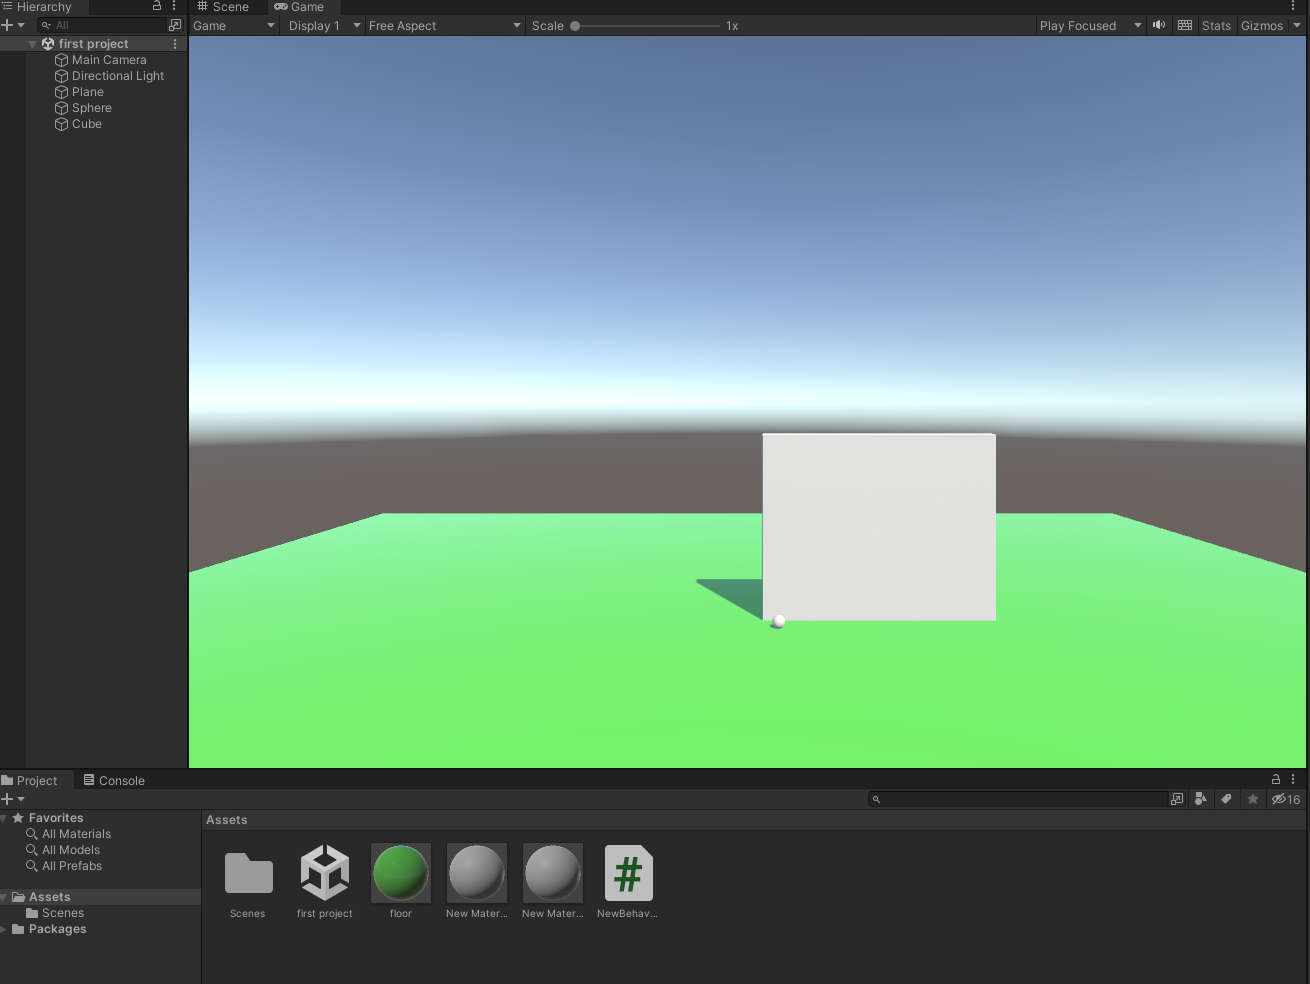 Hierarchy
All
first project
Main Camera
Directional Light
Plane
Sphere
Cube
Scene
Game
Game
Display 1
Free Aspect
Scale
1x
Play Focused
Stats
Gizmos
Project
Console
16
Favorites
All Materials
All Models
All Prefabs
Assets
Scenes
Packages
Assets
Scenes
first project
floor
New Mater...
New Mater...
#
NewBehav...